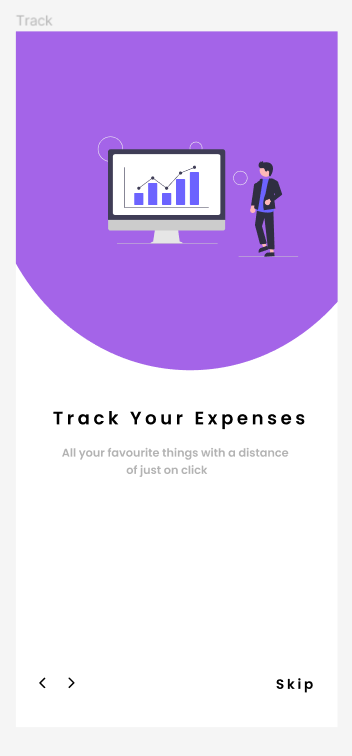 Track
Track Your Expenses
All your favourite things with a distance
of just on click
Skip